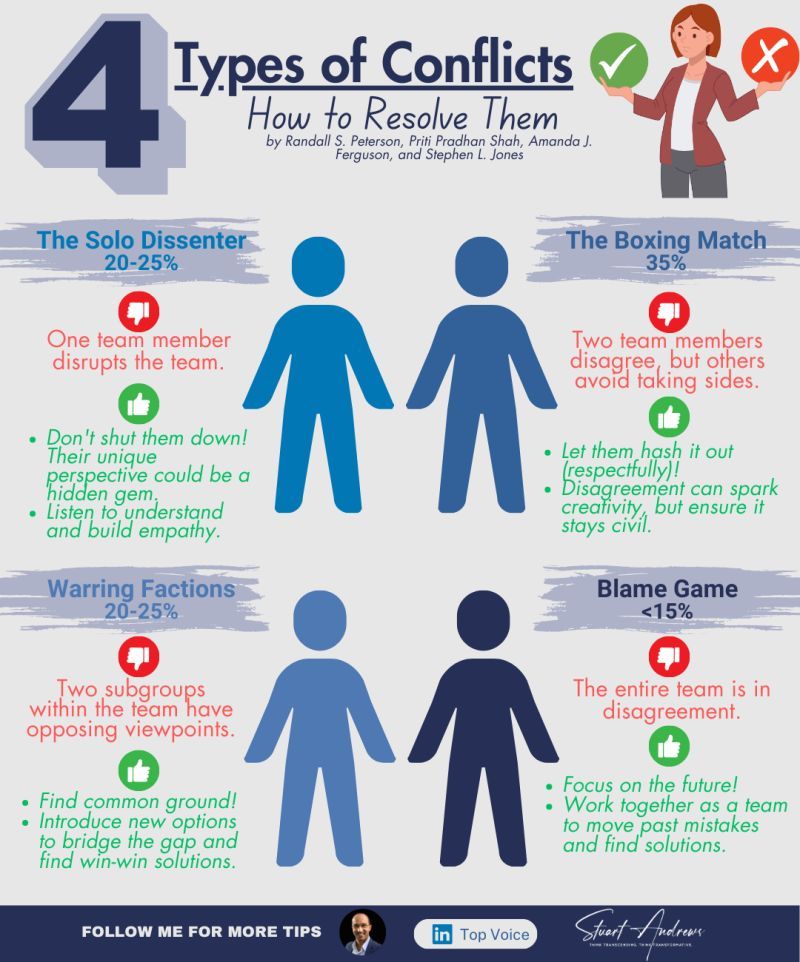 4
Types of Conflicts
How to Resolve Them
by Randall S. Peterson, Priti Pradhan Shah, Amanda J.
Ferguson, and Stephen L. Jones
The Solo Dissenter
20-25%
One team member
disrupts the team.
• Don't shut them down!
Their unique
perspective could be a
hidden gem.
• Listen to understand
and build empathy.
The Boxing Match
35%
Two team members
disagree, but others
avoid taking sides.
• Let them hash it out
(respectfully)!
• Disagreement can spark
creativity, but ensure it
stays civil.
Warring Factions
20-25%
Two subgroups
within the team have
opposing viewpoints.
• Find common ground!
• Introduce new options
to bridge the gap and
find win-win solutions.
Blame Game
<15%
The entire team is in
disagreement.
• Focus on the future!
• Work together as a team
to move past mistakes
and find solutions.
FOLLOW ME FOR MORE TIPS
in Top Voice
Stuart Andrews
THINK TRANSCENDING. THINK TRANSFORMATIVE.